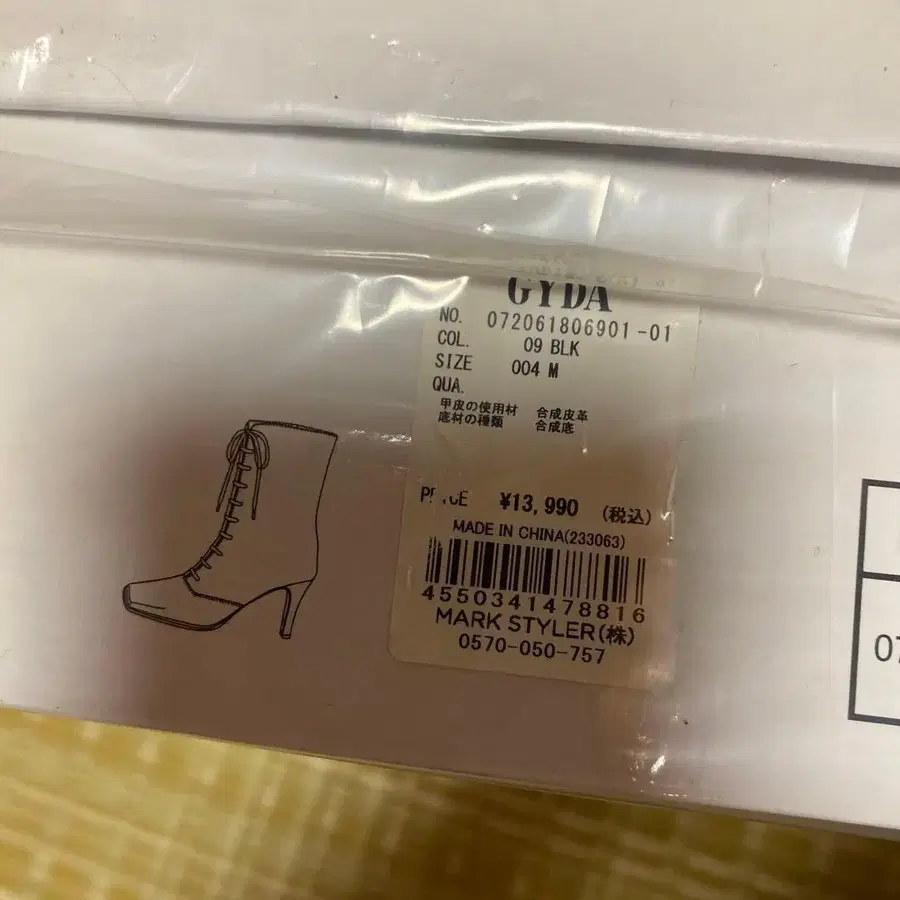 GYDA
NO. 072061806901-01
COL. 09 BLK
SIZE 004 M
QUA.
甲皮の使用材 合成皮革
底材の種類 合成底
PRICE ¥13,990 (税込)
MADE IN CHINA(233063)
4550341478816
MARK STYLER(株)
0570-050-757
07